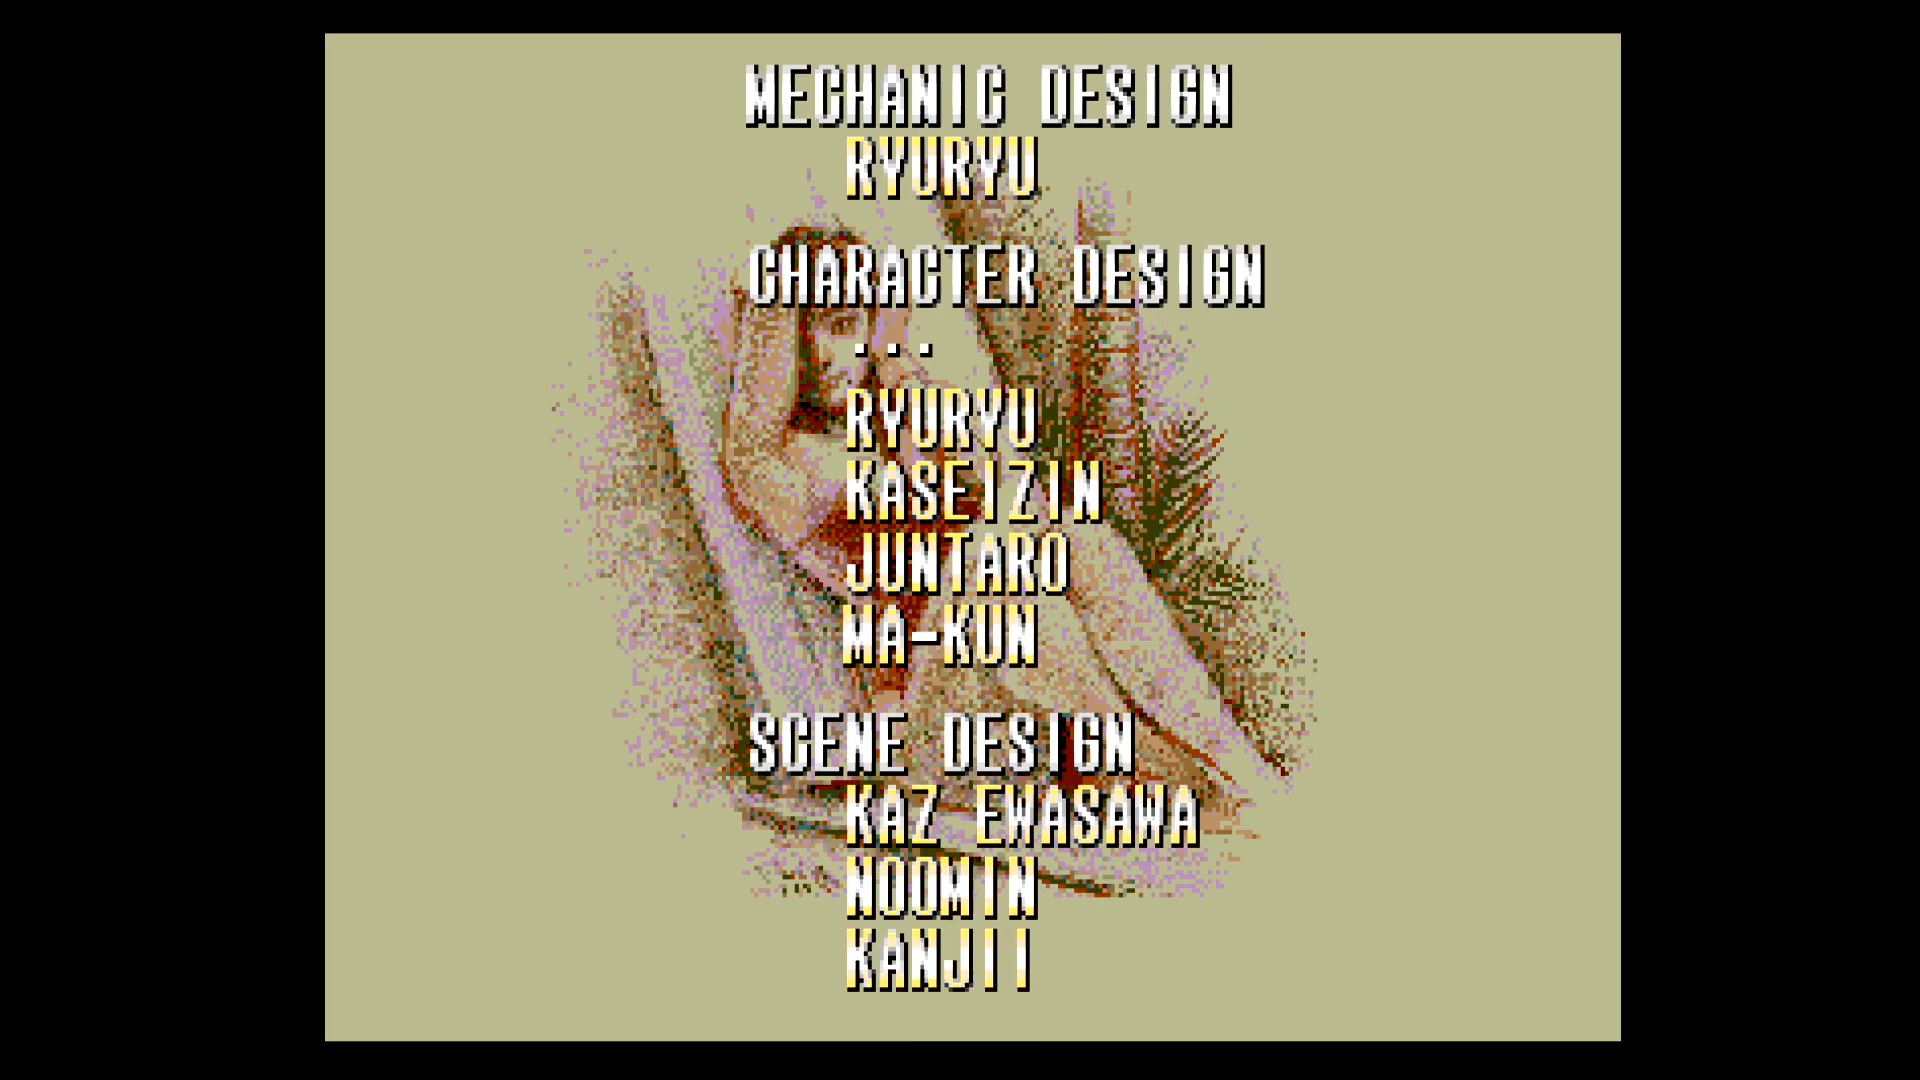 MECHANIC DESIGN
RYURYU
CHARACTER DESIGN
...
RYURYU
KASEIZIN
JUNTARO
MA-KUN
SCENE DESIGN
KAZ EWASAWA
NOOMIN
KANJII